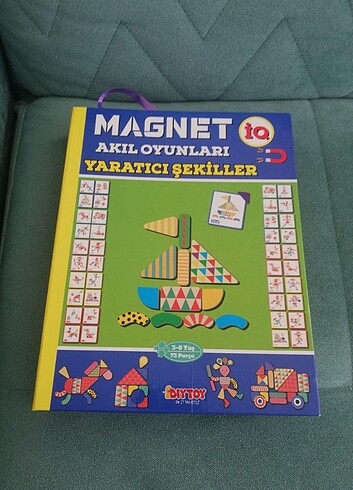 MAGNET
iQ
AKIL OYUNLARI
YARATICI ŞEKİLLER
3-8 Yaş
73 Parça
DIYTOY